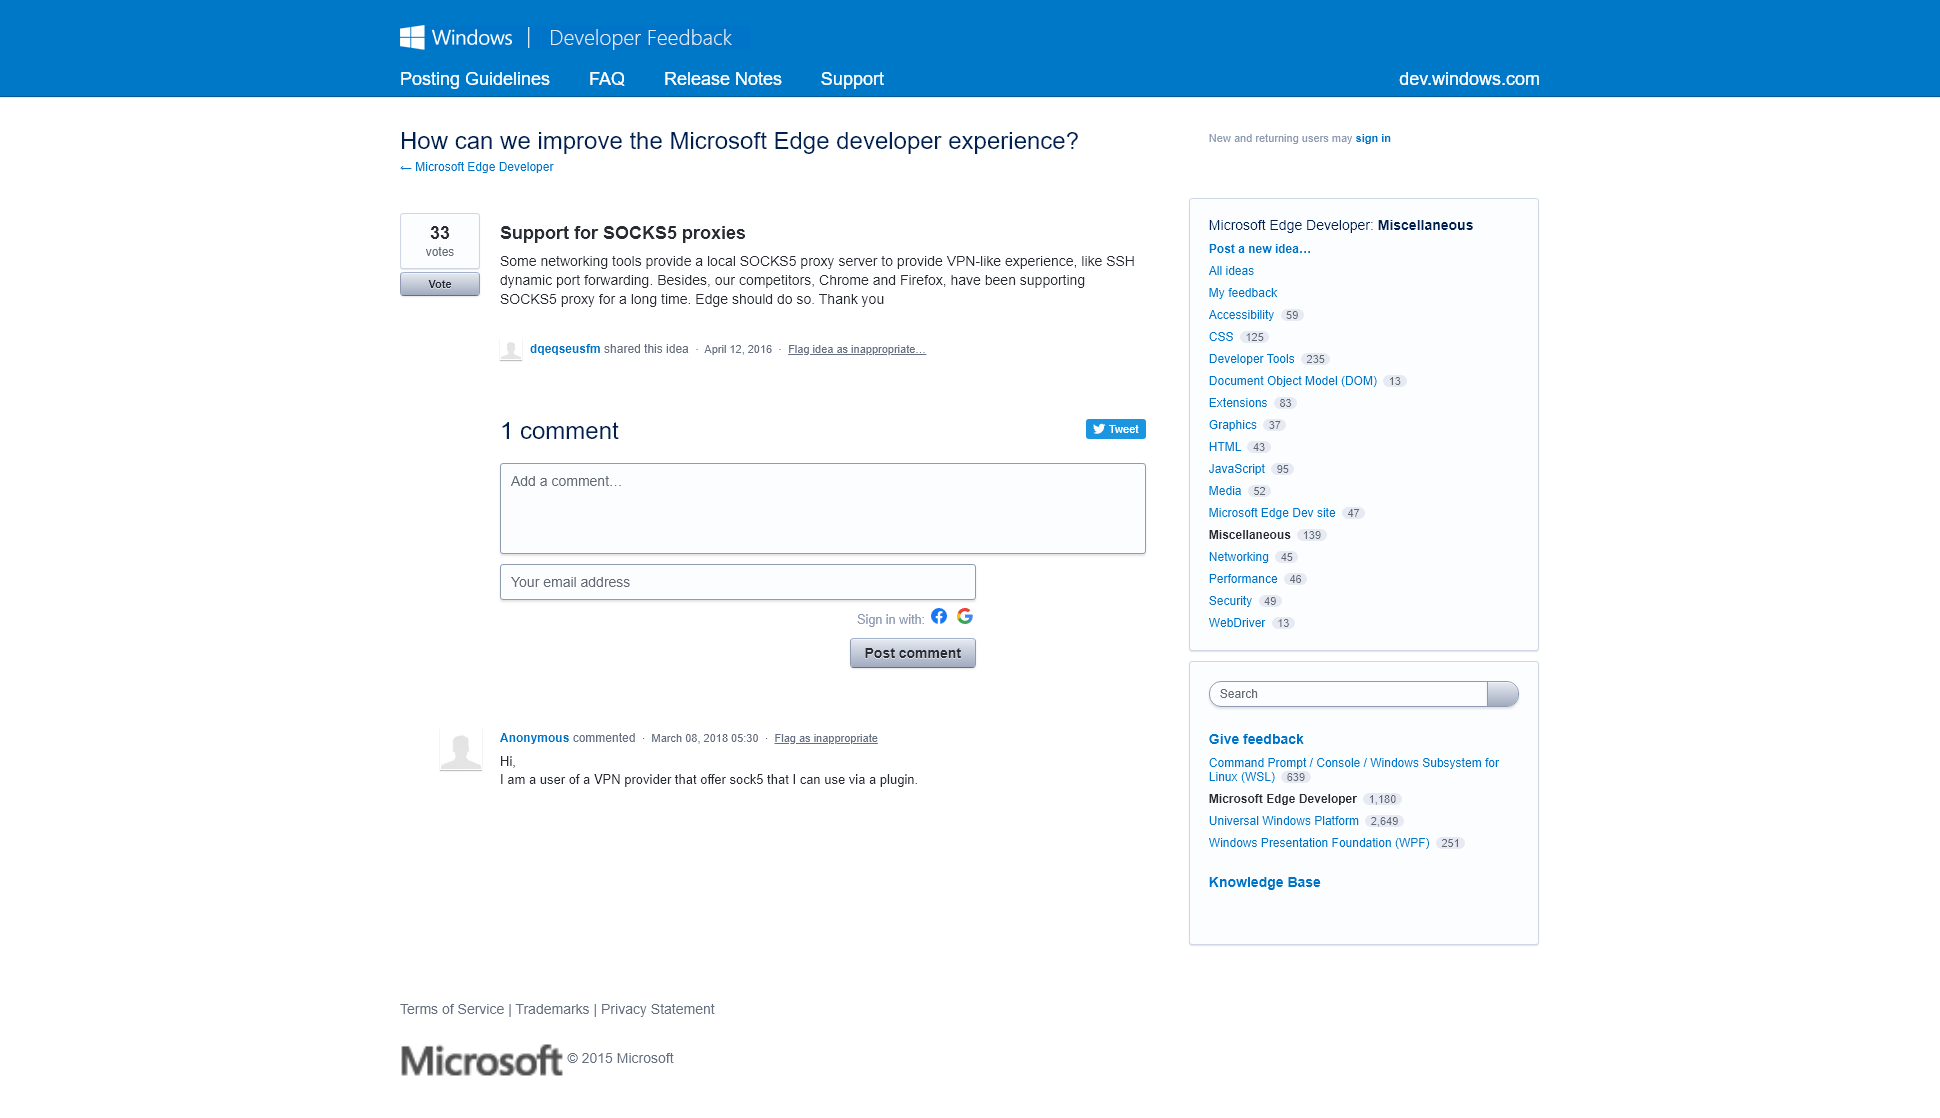 Windows | Developer Feedback
Posting Guidelines FAQ Release Notes Support dev.windows.com
How can we improve the Microsoft Edge developer experience?
← Microsoft Edge Developer
New and returning users may sign in
33
votes
Vote
Support for SOCKS5 proxies
Some networking tools provide a local SOCKS5 proxy server to provide VPN-like experience, like SSH
dynamic port forwarding. Besides, our competitors, Chrome and Firefox, have been supporting
SOCKS5 proxy for a long time. Edge should do so. Thank you
dqeqseusfm shared this idea · April 12, 2016 · Flag idea as inappropriate…
1 comment
Tweet
Add a comment…
Your email address
Sign in with:
Post comment
Anonymous commented · March 08, 2018 05:30 · Flag as inappropriate
Hi,
I am a user of a VPN provider that offer sock5 that I can use via a plugin.
Microsoft Edge Developer: Miscellaneous
Post a new idea…
All ideas
My feedback
Accessibility 59
CSS 125
Developer Tools 235
Document Object Model (DOM) 13
Extensions 83
Graphics 37
HTML 43
JavaScript 95
Media 52
Microsoft Edge Dev site 47
Miscellaneous 139
Networking 45
Performance 46
Security 49
WebDriver 13
Search
Give feedback
Command Prompt / Console / Windows Subsystem for
Linux (WSL) 639
Microsoft Edge Developer 1,180
Universal Windows Platform 2,649
Windows Presentation Foundation (WPF) 251
Knowledge Base
Terms of Service | Trademarks | Privacy Statement
Microsoft © 2015 Microsoft